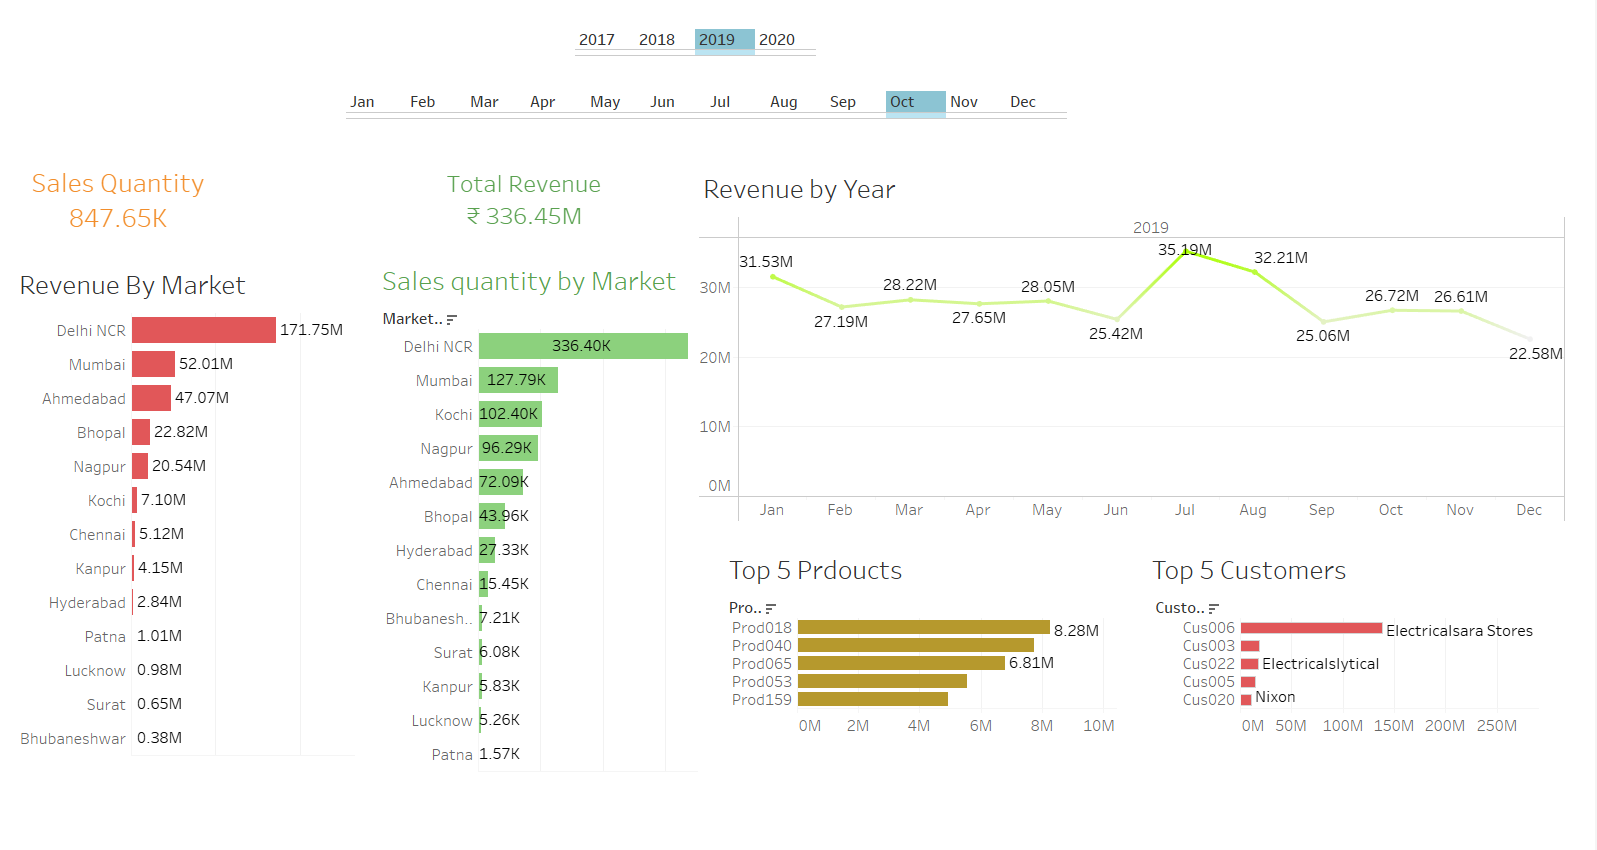 2017 2018 2019 2020
Jan Feb Mar Apr May Jun Jul Aug Sep Oct Nov Dec
Sales Quantity
847.65K
Total Revenue
₹ 336.45M
Revenue By Market
Delhi NCR 171.75M
Mumbai 52.01M
Ahmedabad 47.07M
Bhopal 22.82M
Nagpur 20.54M
Kochi 7.10M
Chennai 5.12M
Kanpur 4.15M
Hyderabad 2.84M
Patna 1.01M
Lucknow 0.98M
Surat 0.65M
Bhubaneshwar 0.38M
Sales quantity by Market
Market..
Delhi NCR 336.40K
Mumbai 127.79K
Kochi 102.40K
Nagpur 96.29K
Ahmedabad 72.09K
Bhopal 43.96K
Hyderabad 27.33K
Chennai 15.45K
Bhubanesh.. 7.21K
Surat 6.08K
Kanpur 5.83K
Lucknow 5.26K
Patna 1.57K
Revenue by Year
2019
31.53M 27.19M 28.22M 27.65M 28.05M 25.42M 35.19M 32.21M 25.06M 26.72M 26.61M 22.58M
30M
20M
10M
0M
Jan Feb Mar Apr May Jun Jul Aug Sep Oct Nov Dec
Top 5 Prdoucts
Pro..
Prod018 8.28M
Prod040
Prod065 6.81M
Prod053
Prod159
0M 2M 4M 6M 8M 10M
Top 5 Customers
Custo..
Cus006 Electricalsara Stores
Cus003
Cus022 Electricalslytical
Cus005
Cus020 Nixon
0M 50M 100M 150M 200M 250M